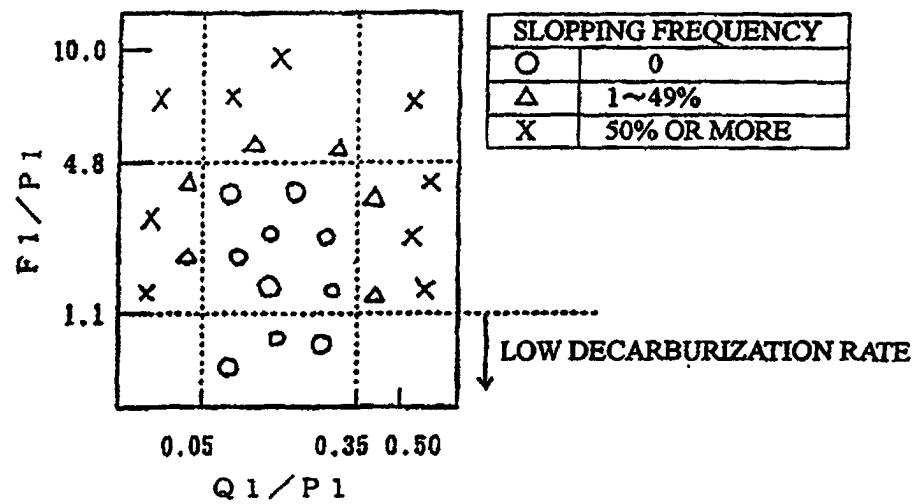 SLOPPING FREQUENCY
○ 0
△ 1～49%
X 50% OR MORE
10.0
4.8
1.1
F1/P1
LOW DECARBURIZATION RATE
0.05 0.35 0.50
Q1/P1